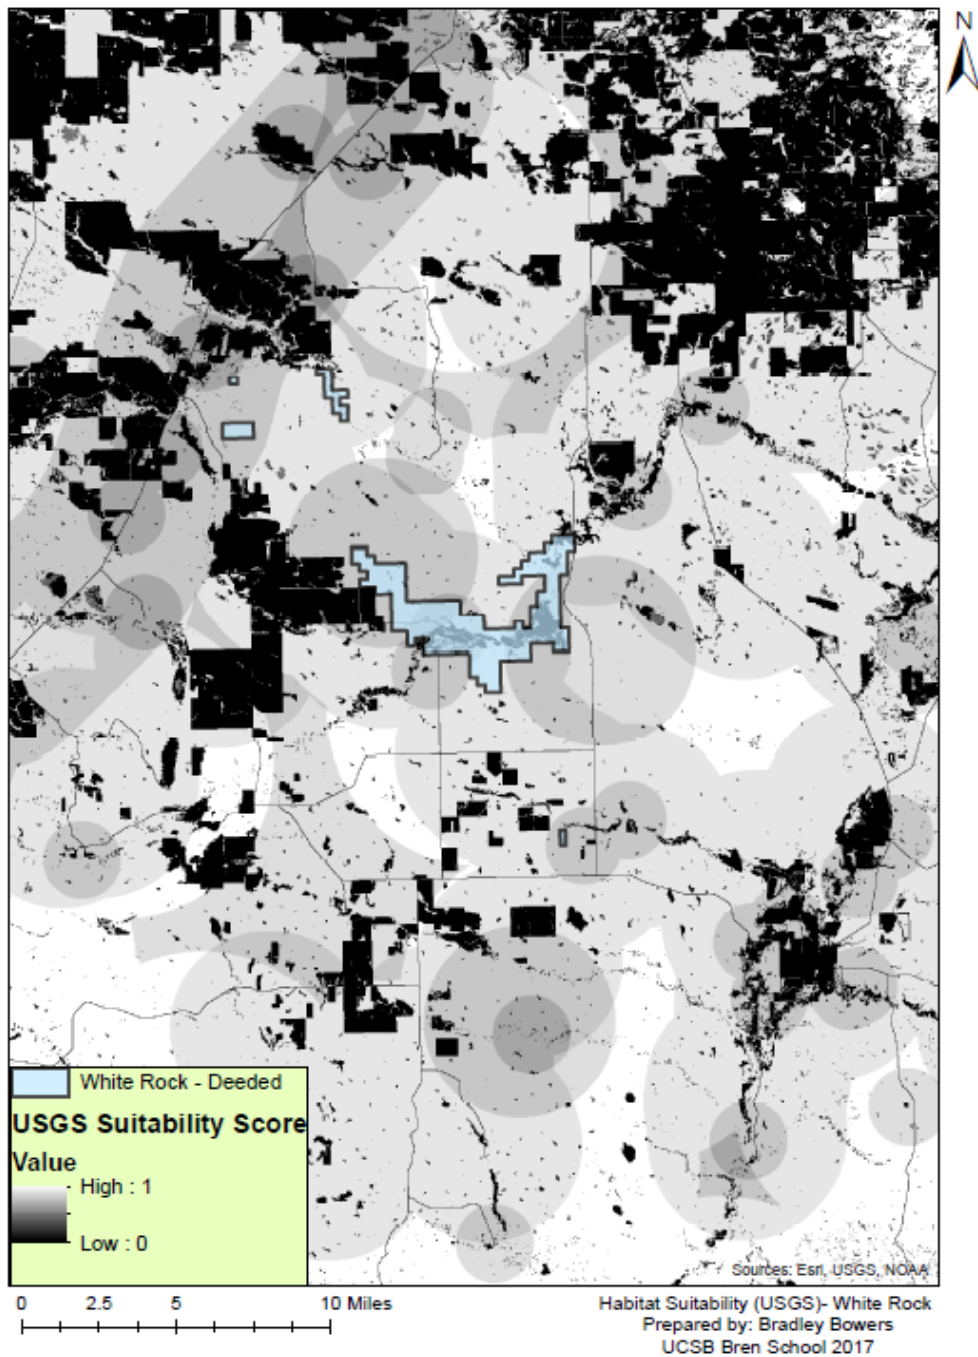 N
White Rock - Deeded
USGS Suitability Score
Value
High : 1
Low : 0
Sources: Esri, USGS, NOAA
0 2.5 5 10 Miles
Habitat Suitability (USGS)- White Rock
Prepared by: Bradley Bowers
UCSB Bren School 2017